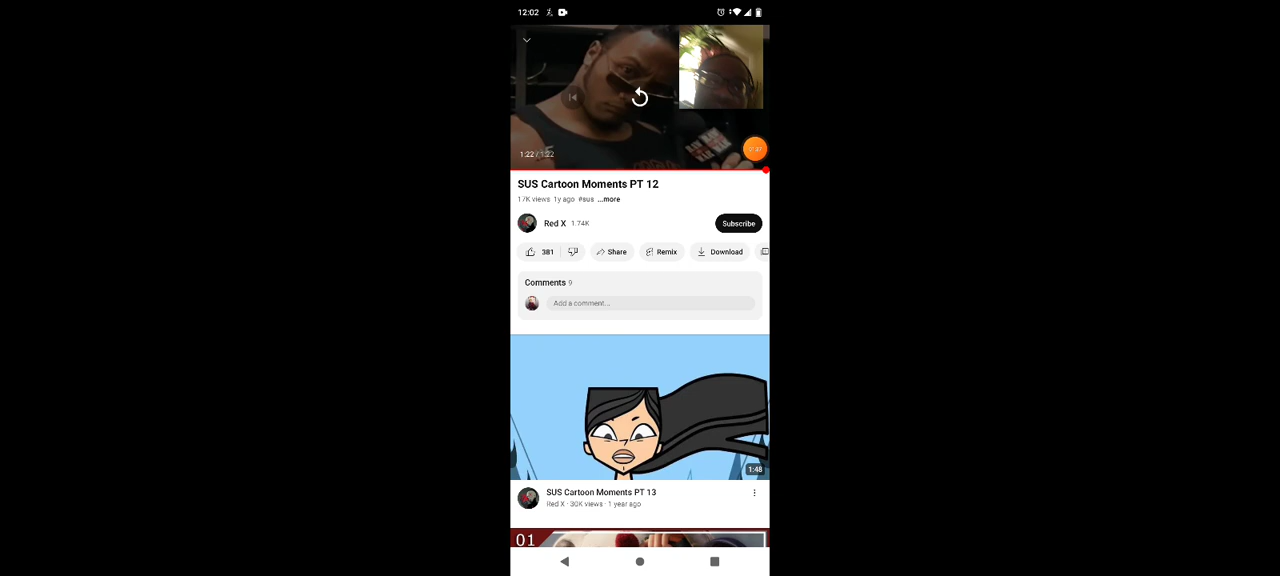 12:02
1:22 / 1:22
SUS Cartoon Moments PT 12
17K views 1y ago #sus ...more
Red X 1.74K
Subscribe
381 Share Remix Download
Comments 9
Add a comment...
1:48
SUS Cartoon Moments PT 13
Red X · 30K views · 1 year ago
01